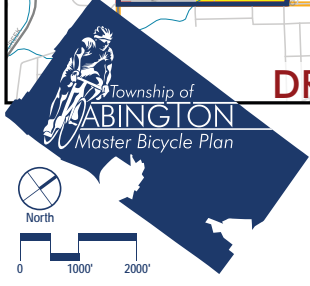 Township of
ABINGTON
Master Bicycle Plan
DR
North
0 1000' 2000'